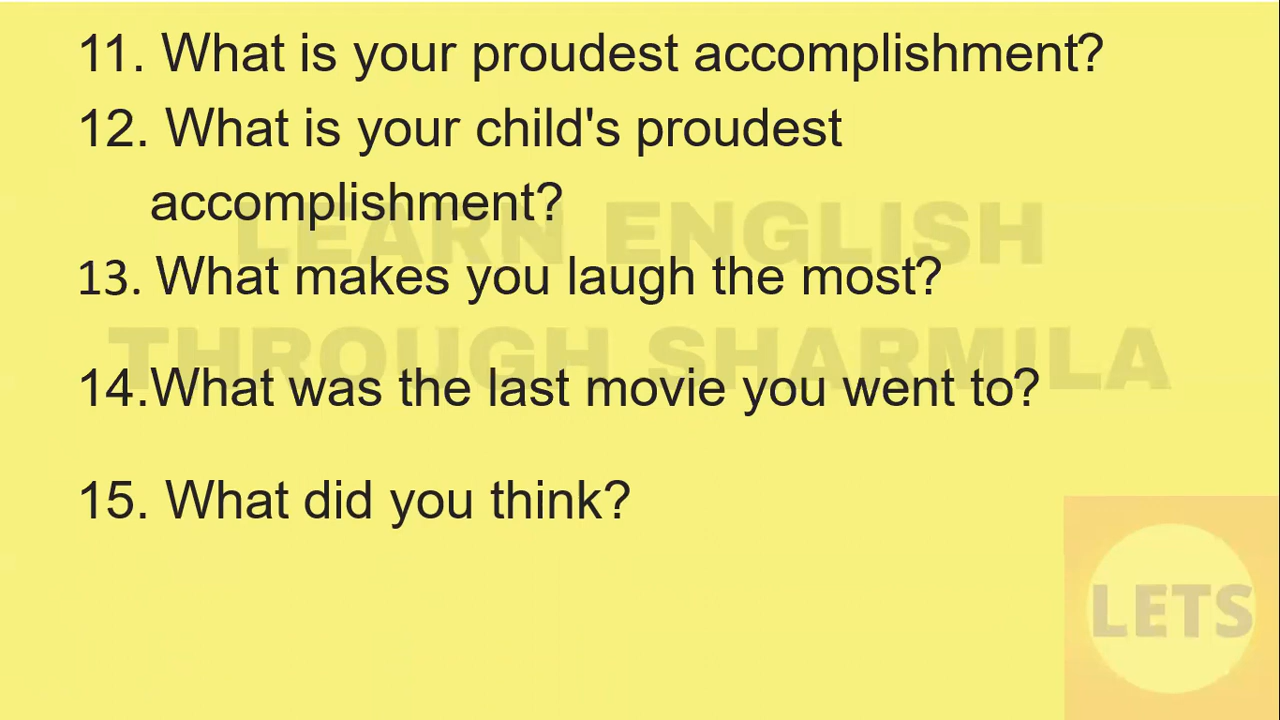 11. What is your proudest accomplishment?
12. What is your child's proudest
accomplishment?
LEARN ENGLISH
13. What makes you laugh the most?
THROUGH SHARMILA
14.What was the last movie you went to?
15. What did you think?
LETS